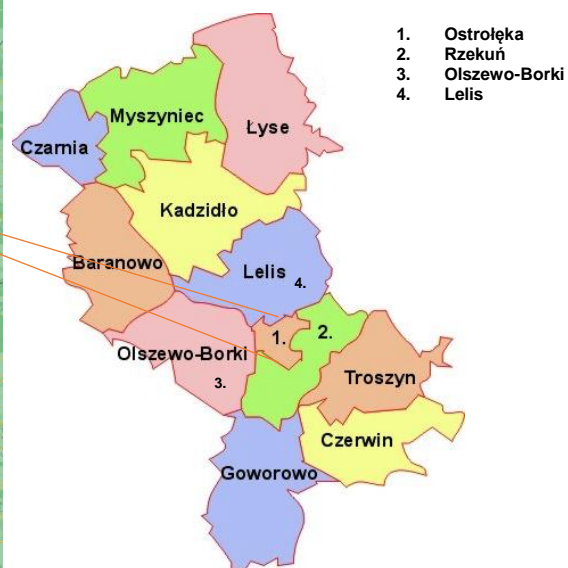 1. Ostrołęka
2. Rzekuń
3. Olszewo-Borki
4. Lelis
Myszyniec
Łyse
Czarnia
Kadzidło
Baranowo
Lelis
4.
1.
2.
Olszewo-Borki
3.
Troszyn
Czerwin
Goworowo